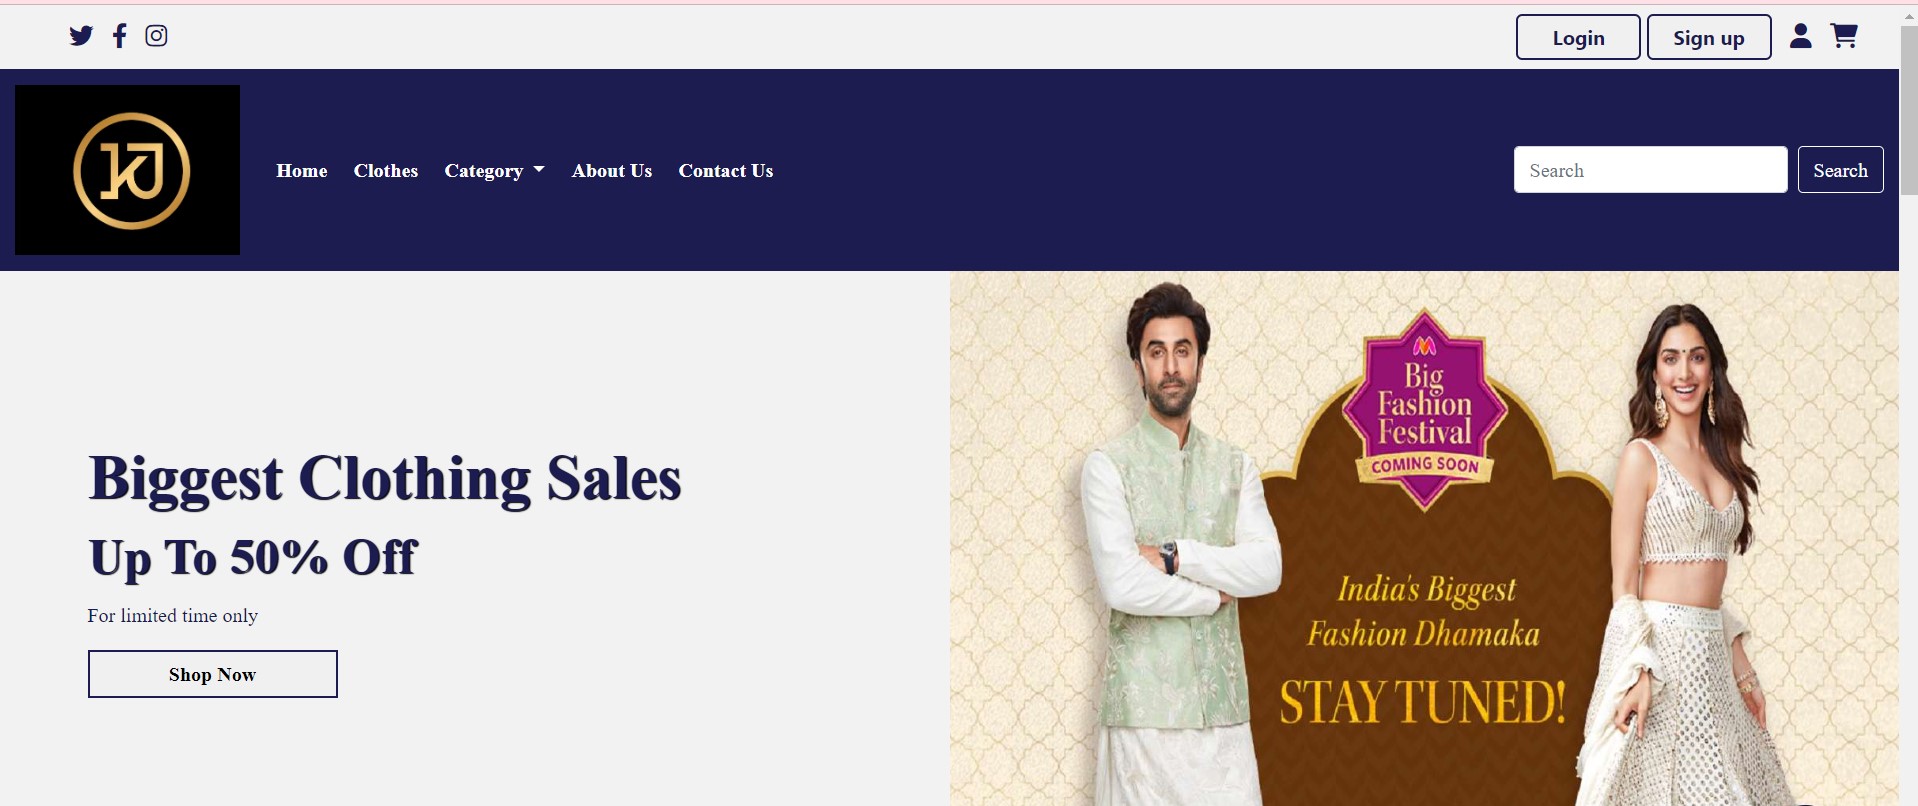 Login
Sign up
KJ
Home
Clothes
Category
About Us
Contact Us
Search
Search
Biggest Clothing Sales
Up To 50% Off
For limited time only
Shop Now
Big
Fashion
Festival
COMING SOON
India's Biggest
Fashion Dhamaka
STAY TUNED!